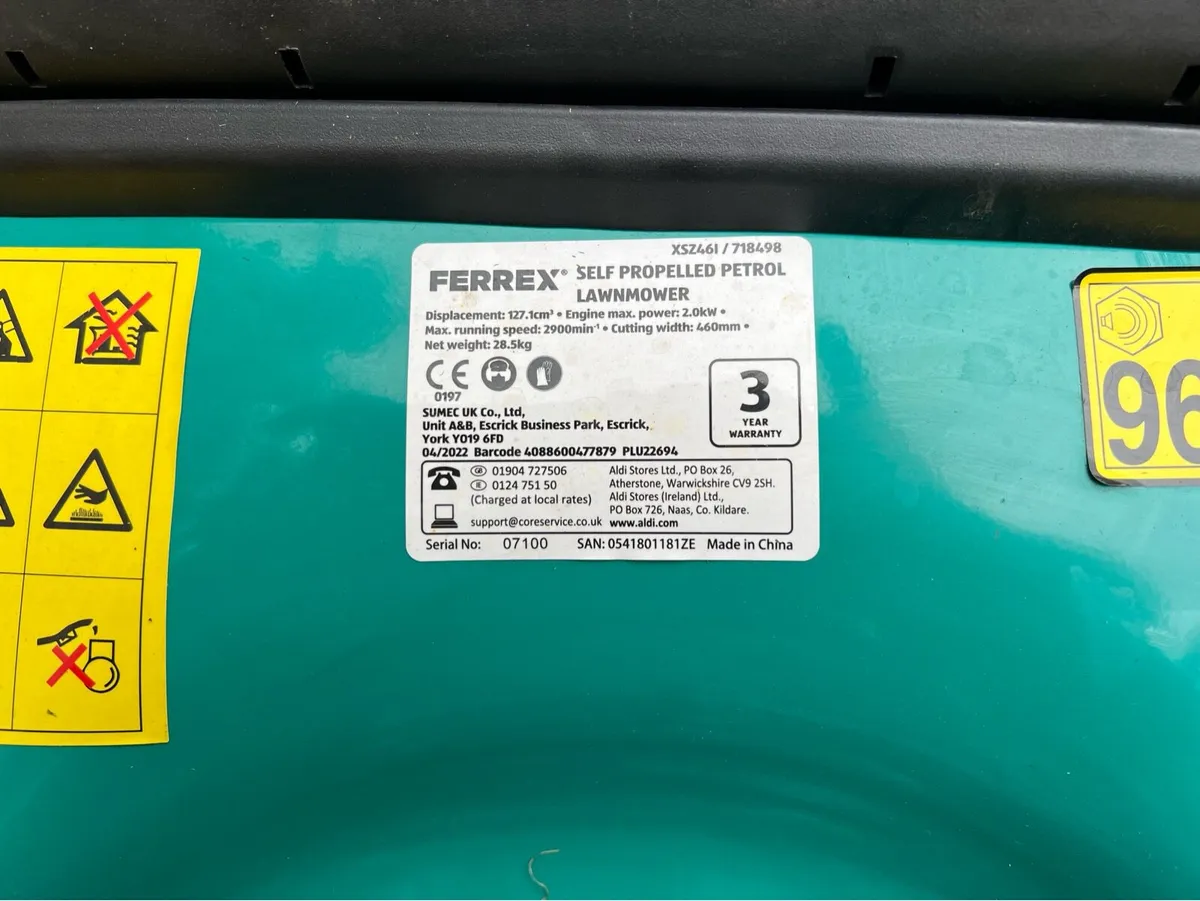 XSZ46I / 718498
FERREX® SELF PROPELLED PETROL
LAWNMOWER
Displacement: 127.1cm³ • Engine max. power: 2.0kW •
Max. running speed: 2900min⁻¹ • Cutting width: 460mm •
Net weight: 28.5kg
CE
0197
3
YEAR
WARRANTY
SUMEC UK Co., Ltd,
Unit A&B, Escrick Business Park, Escrick,
York YO19 6FD
04/2022 Barcode 4088600477879 PLU22694
GB 01904 727506
IE 0124 751 50
(Charged at local rates)
support@coreservice.co.uk
Aldi Stores Ltd., PO Box 26,
Atherstone, Warwickshire CV9 2SH.
Aldi Stores (Ireland) Ltd.,
PO Box 726, Naas, Co. Kildare.
www.aldi.com
Serial No: 07100 SAN: 0541801181ZE Made in China
96